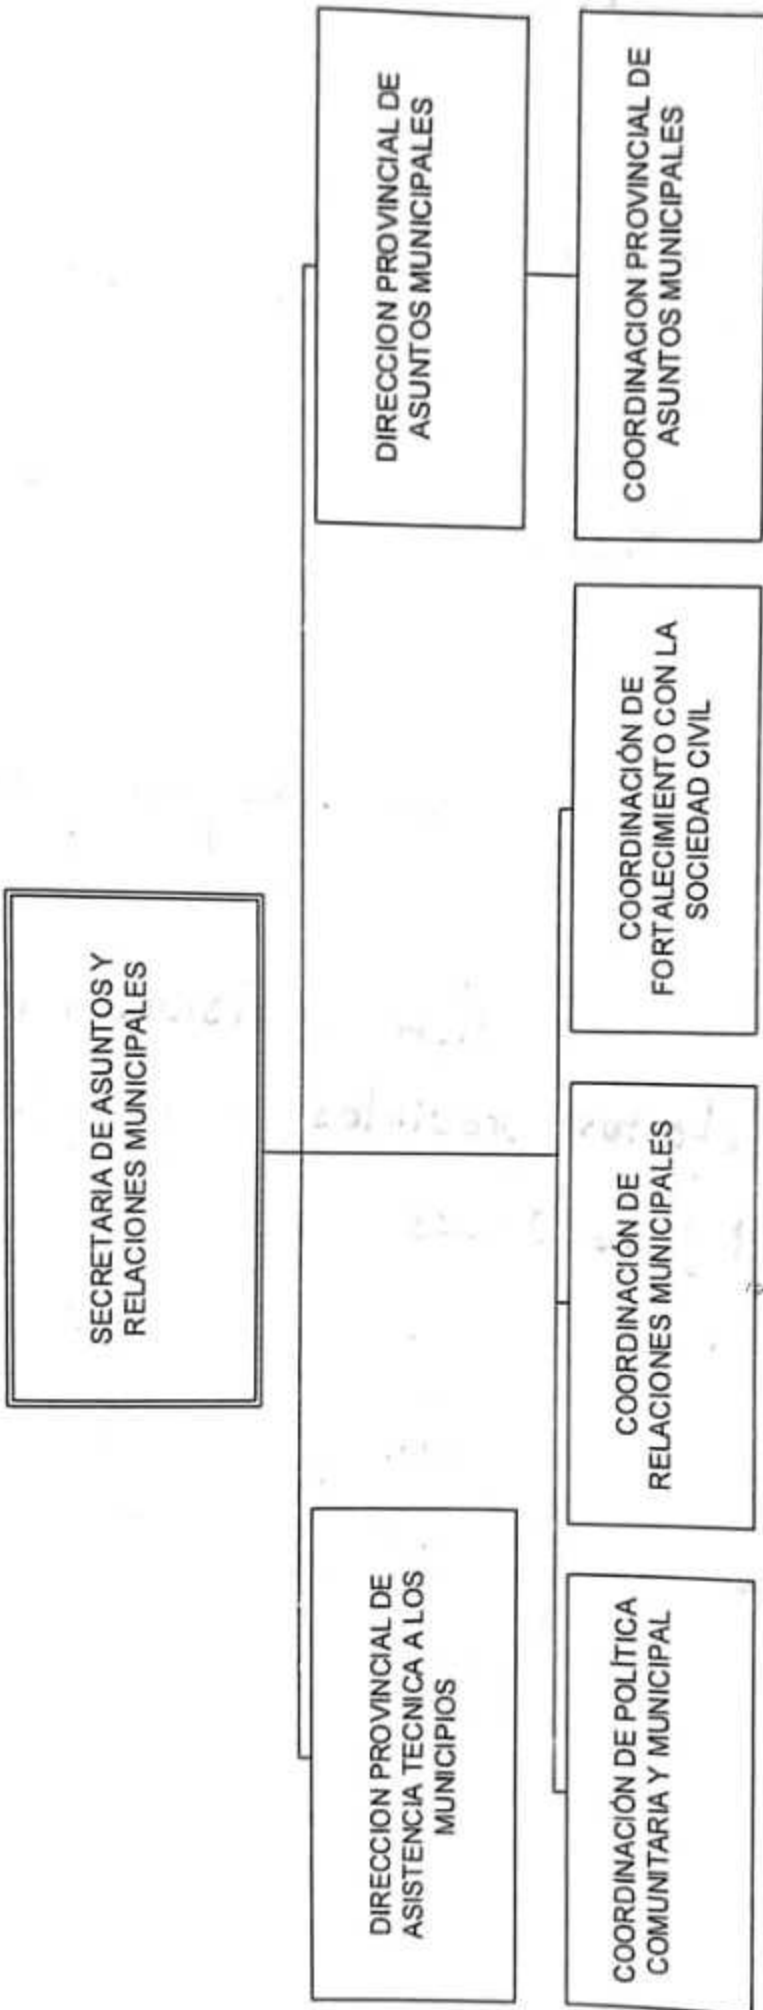 SECRETARIA DE ASUNTOS Y
RELACIONES MUNICIPALES
DIRECCION PROVINCIAL DE
ASISTENCIA TECNICA A LOS
MUNICIPIOS
DIRECCION PROVINCIAL DE
ASUNTOS MUNICIPALES
COORDINACIÓN DE POLÍTICA
COMUNITARIA Y MUNICIPAL
COORDINACIÓN DE
RELACIONES MUNICIPALES
COORDINACIÓN DE
FORTALECIMIENTO CON LA
SOCIEDAD CIVIL
COORDINACION PROVINCIAL DE
ASUNTOS MUNICIPALES